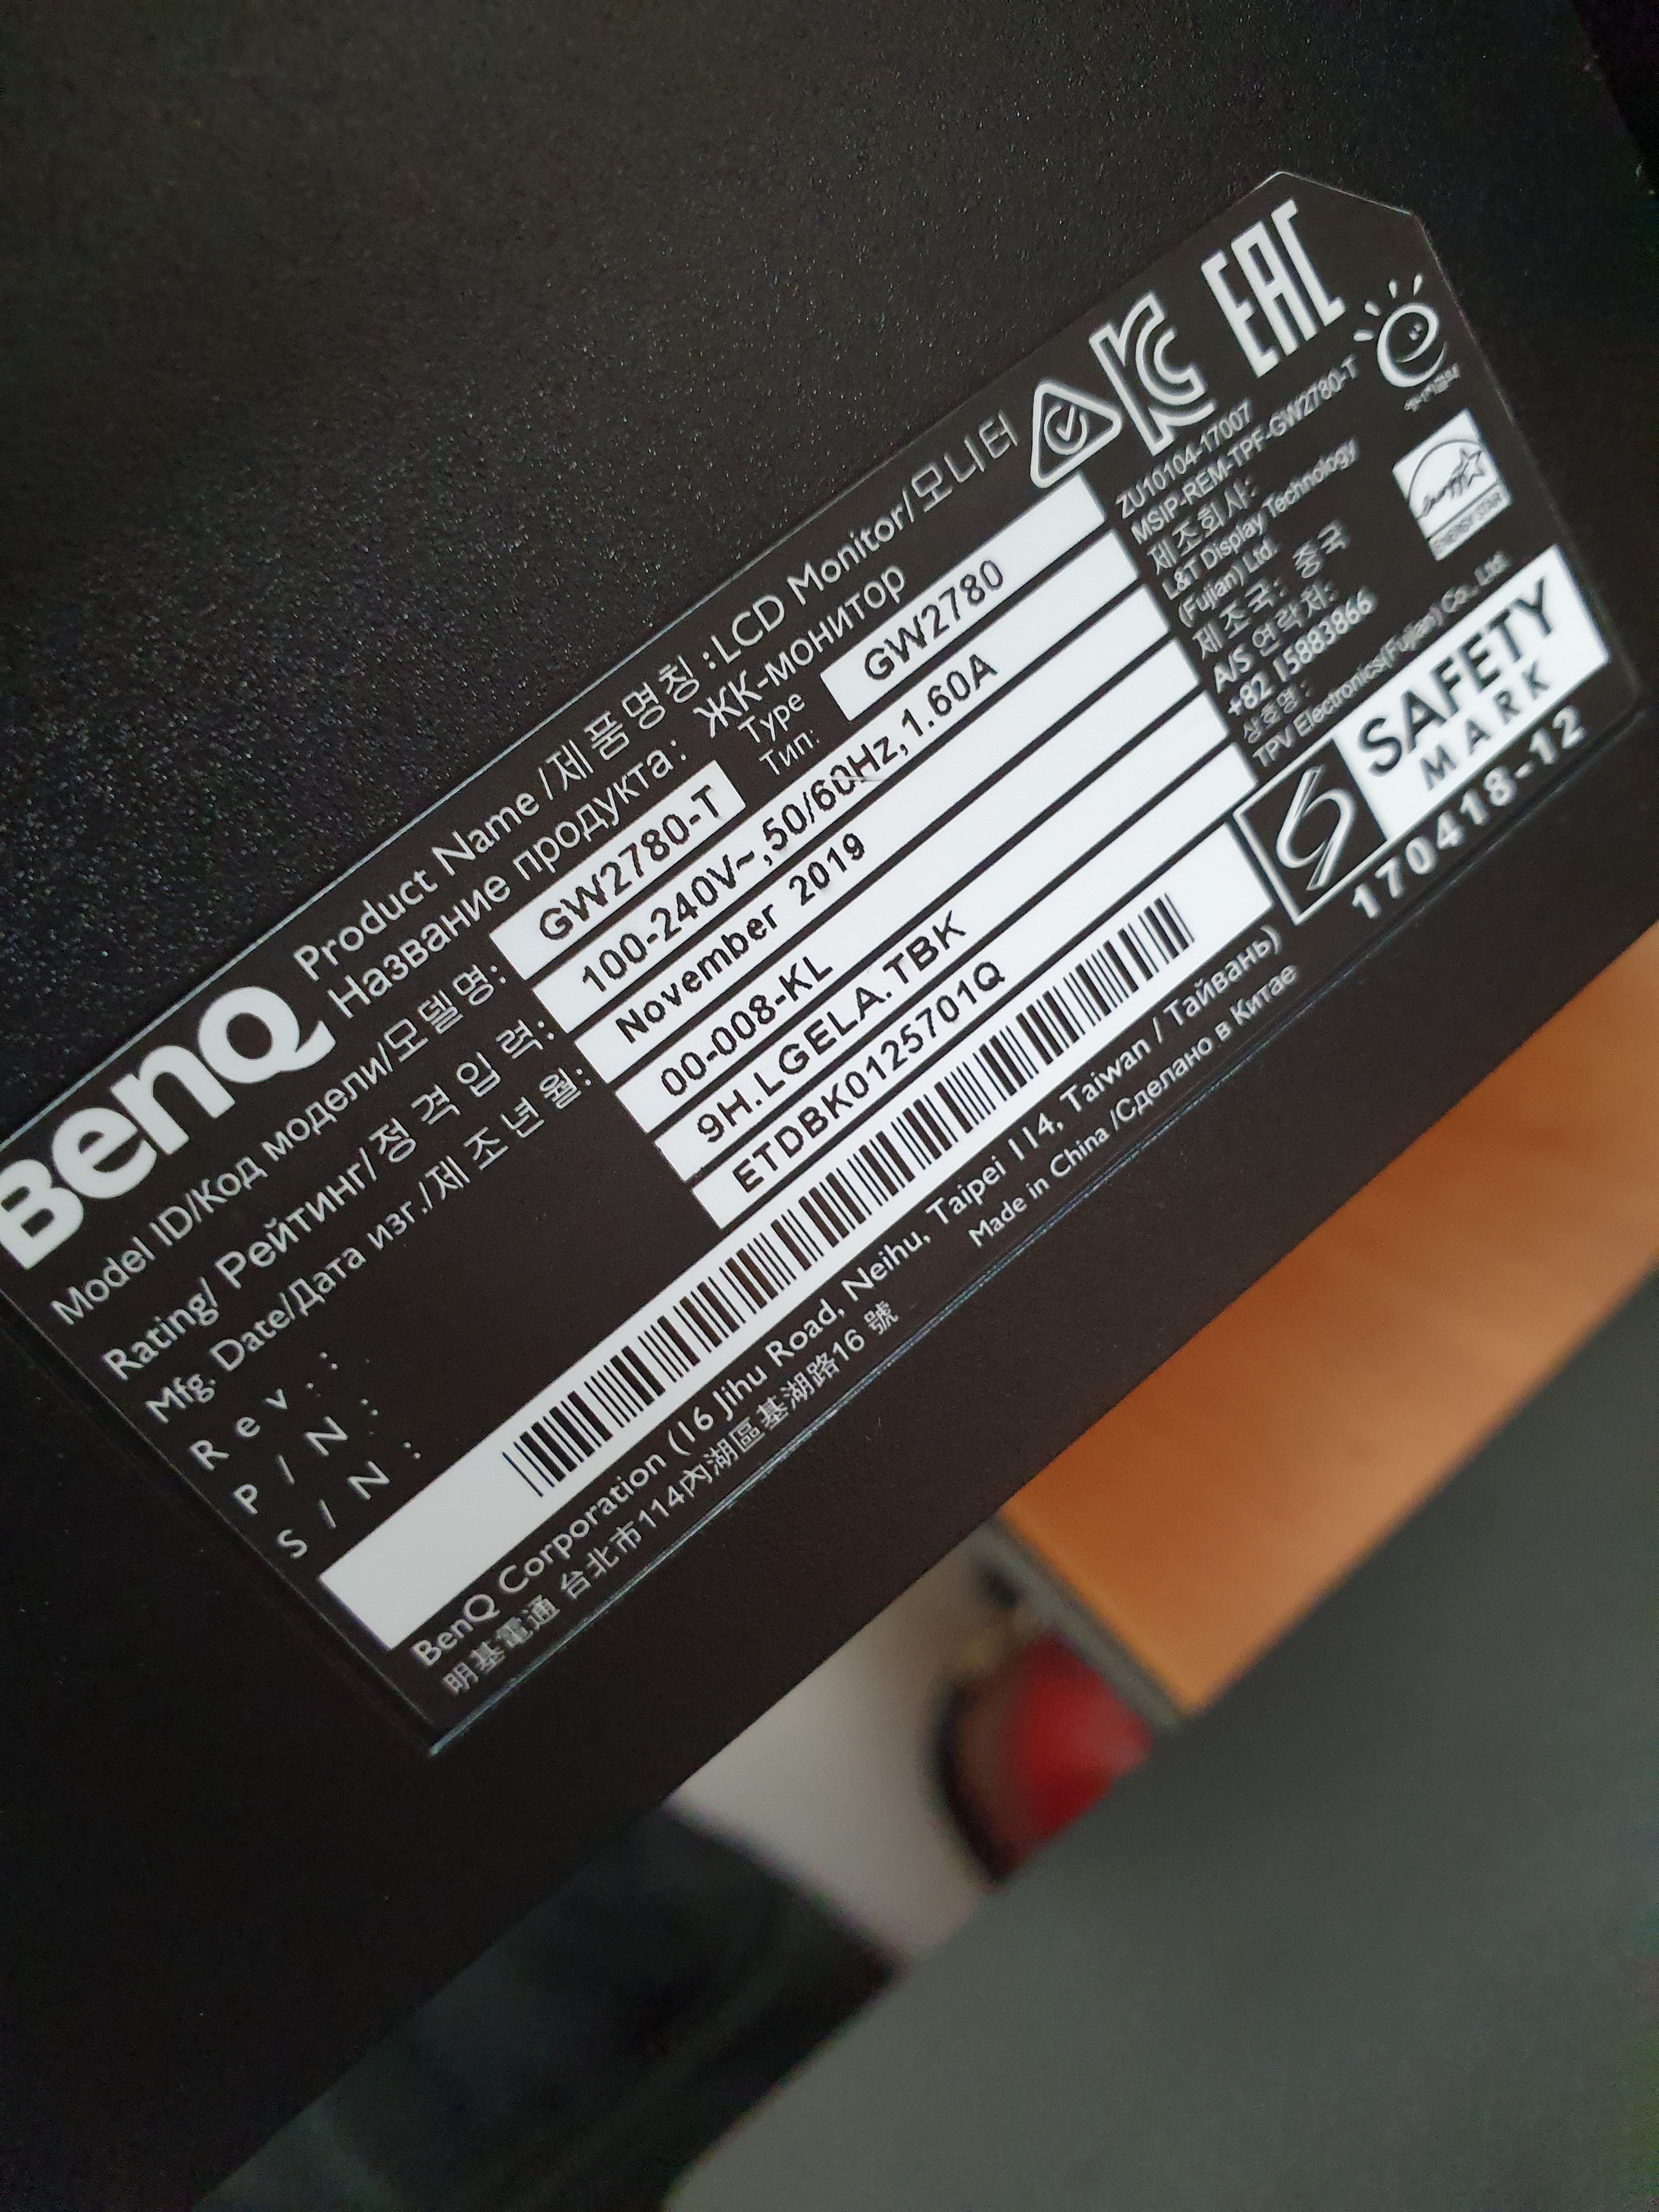 BenQ
Product Name /제품명칭:LCD Monitor/모니터
Название продукта: ЖК-монитор
Model ID/Код модели/모델명: GW2780-T
Type
Тип: GW2780
Rating/ Рейтинг/정격입력: 100-240V~,50/60Hz,1.60A
Mfg. Date/Дата изг./제조년월: November 2019
Rev.: 00-008-KL
P/N: 9H.LGELA.TBK
S/N: ETDBK0125701Q
BenQ Corporation (16 Jihu Road, Neihu, Taipei 114, Taiwan / Тайвань)
明基電通 台北市114內湖區基湖路16 號
Made in China /Сделано в Китае
EAC
ZU10104-17007
MSIP-REM-TPF-GW2780-T
제조회사:
L&T Display Technology
(Fujian) Ltd.
제조국: 중국
A/S 연락처:
+82 15883866
상호명:
TPV Electronics(Fujian) Co., Ltd
ENERGY STAR
SAFETY
MARK
170418-12